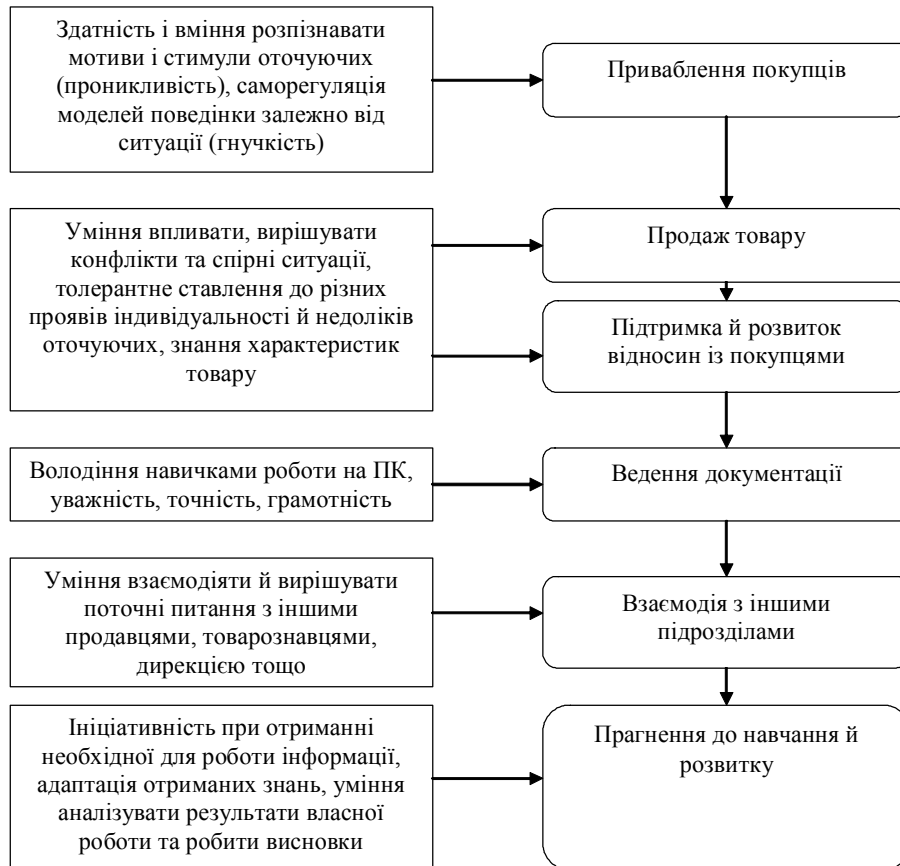 Здатність і вміння розпізнавати
мотиви і стимули оточуючих
(проникливість), саморегуляція
моделей поведінки залежно від
ситуації (гнучкість)
Приваблення покупців
Уміння впливати, вирішувати
конфлікти та спірні ситуації,
толерантне ставлення до різних
проявів індивідуальності й недоліків
оточуючих, знання характеристик
товару
Продаж товару
Підтримка й розвиток
відносин із покупцями
Володіння навичками роботи на ПК,
уважність, точність, грамотність
Ведення документації
Уміння взаємодіяти й вирішувати
поточні питання з іншими
продавцями, товарознавцями,
дирекцією тощо
Взаємодія з іншими
підрозділами
Ініціативність при отриманні
необхідної для роботи інформації,
адаптація отриманих знань, уміння
аналізувати результати власної
роботи та робити висновки
Прагнення до навчання й
розвитку